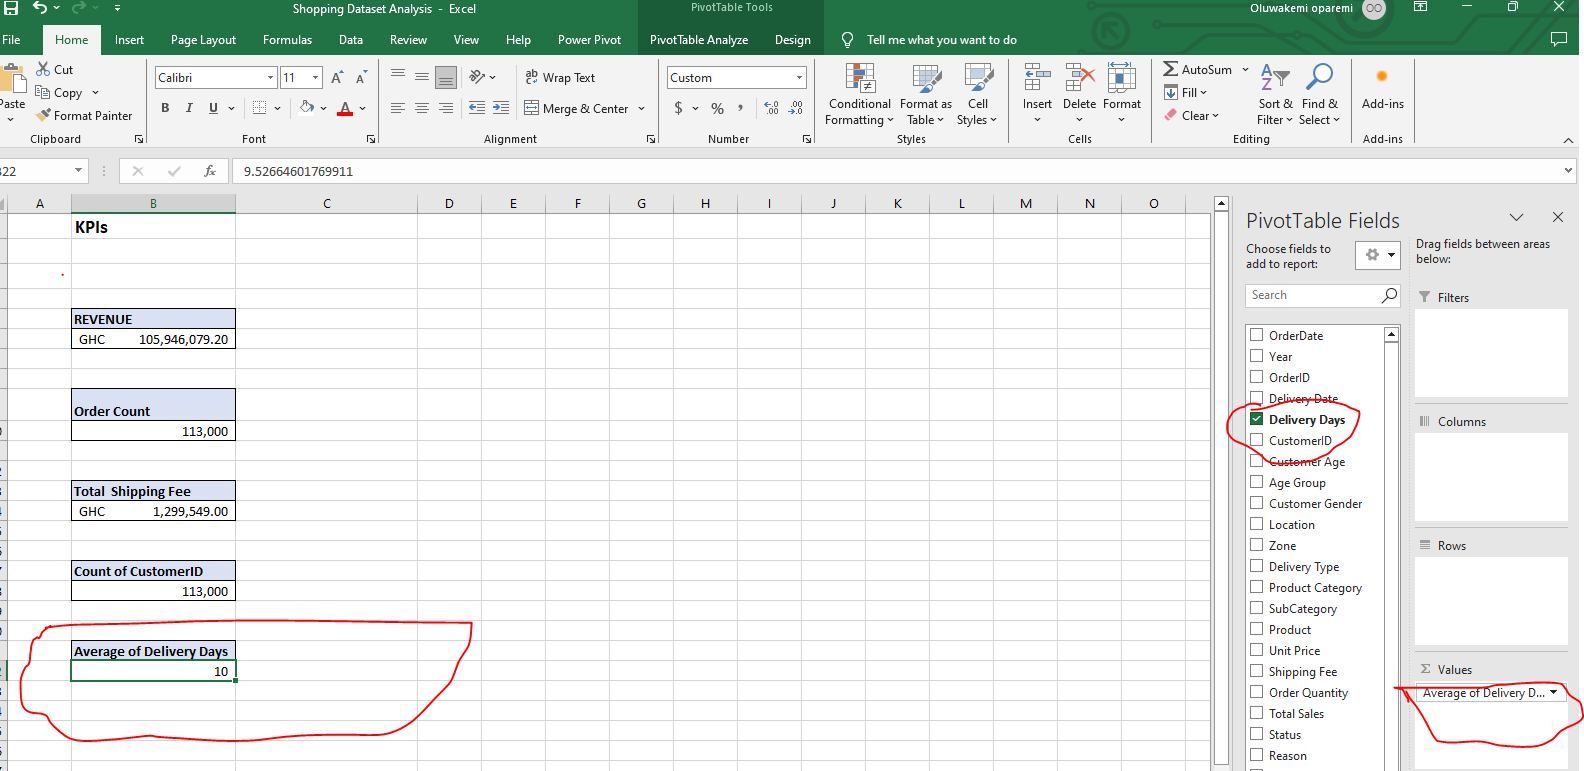 Shopping Dataset Analysis - Excel
PivotTable Tools
Oluwakemi oparemi
OO
File
Home
Insert
Page Layout
Formulas
Data
Review
View
Help
Power Pivot
PivotTable Analyze
Design
Tell me what you want to do
Paste
Cut
Copy
Format Painter
Clipboard
Calibri
11
A
A
B
I
U
A
Font
ab
Wrap Text
Merge & Center
Alignment
Custom
$
%
Number
Conditional
Formatting
Format as
Table
Cell
Styles
Styles
Insert
Delete
Format
Cells
AutoSum
Fill
Clear
Sort &
Filter
Find &
Select
Editing
Add-ins
Add-ins
fx
9.52664601769911
A
B
C
D
E
F
G
H
I
J
K
L
M
N
O
KPIs
REVENUE
GHC 105,946,079.20
Order Count
113,000
Total Shipping Fee
GHC 1,299,549.00
Count of CustomerID
113,000
Average of Delivery Days
10
PivotTable Fields
Choose fields to
add to report:
Search
OrderDate
Year
OrderID
Delivery Date
Delivery Days
CustomerID
Customer Age
Age Group
Customer Gender
Location
Zone
Delivery Type
Product Category
SubCategory
Product
Unit Price
Shipping Fee
Order Quantity
Total Sales
Status
Reason
Drag fields between areas
below:
Filters
Columns
Rows
Σ Values
Average of Delivery D...